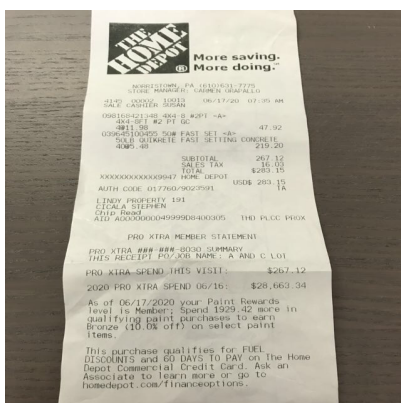 THE
HOME
DEPOT
®
More saving.
More doing.™
NORRISTOWN, PA (610)631-7775
STORE MANAGER: CARMEN GRAPALLO
4145 00002 10013 06/17/20 07:35 AM
SALE CASHIER SUSAN
098168421348 4X4-8 #2PT <A>
4X4-8FT #2 PT GC
4@11.98 47.92
039645100455 50# FAST SET <A>
50LB QUIKRETE FAST SETTING CONCRETE
40@5.48 219.20
SUBTOTAL 267.12
SALES TAX 16.03
TOTAL $283.15
XXXXXXXXXXXX9947 HOME DEPOT
USD$ 283.15
AUTH CODE 017760/9023591 TA
LINDY PROPERTY 191
CICALA STEPHEN
Chip Read
AID A0000000049999D8400305 THD PLCC PROX
PRO XTRA MEMBER STATEMENT
PRO XTRA ###-###-8030 SUMMARY
THIS RECEIPT PO/JOB NAME: A AND C LOT
PRO XTRA SPEND THIS VISIT: $267.12
2020 PRO XTRA SPEND 06/16: $28,663.34
As of 06/17/2020 your Paint Rewards
level is Member; Spend 1929.42 more in
qualifying paint purchases to earn
Bronze (10.0% off) on select paint
items.
This purchase qualifies for FUEL
DISCOUNTS and 60 DAYS TO PAY on The Home
Depot Commercial Credit Card. Ask an
Associate to learn more or go to
homedepot.com/financeoptions.